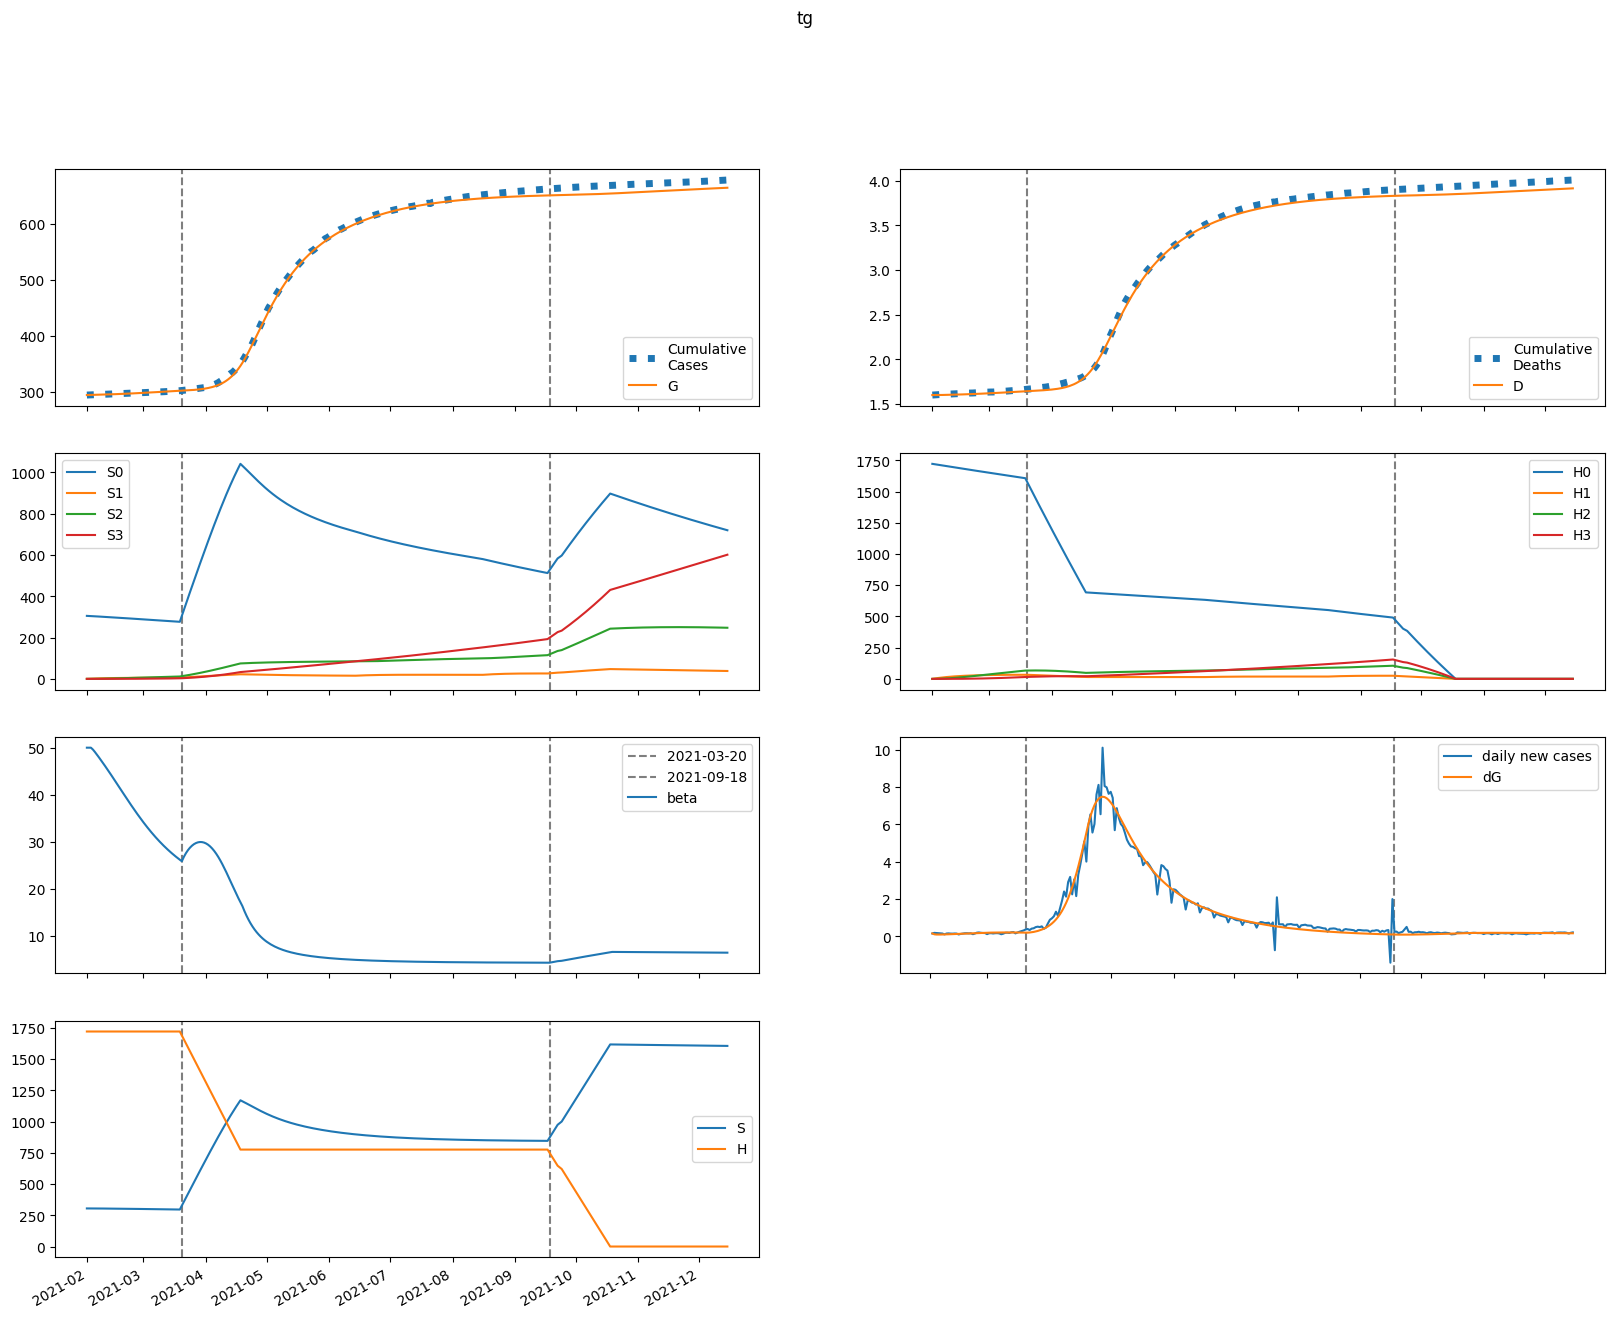 tg
600
500
400
300
Cumulative
Cases
G
4.0
3.5
3.0
2.5
2.0
1.5
Cumulative
Deaths
D
1000
800
600
400
200
0
S0
S1
S2
S3
1750
1500
1250
1000
750
500
250
0
H0
H1
H2
H3
50
40
30
20
10
2021-03-20
2021-09-18
beta
10
8
6
4
2
0
daily new cases
dG
1750
1500
1250
1000
750
500
250
0
S
H
2021-02
2021-03
2021-04
2021-05
2021-06
2021-07
2021-08
2021-09
2021-10
2021-11
2021-12